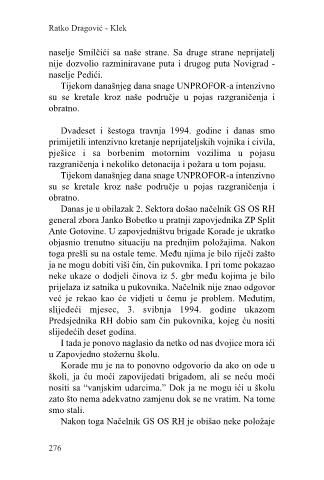 Ratko Dragović - Klek
naselje Smilčići sa naše strane. Sa druge strane neprijatelj
nije dozvolio razminiravane puta i drugog puta Novigrad -
naselje Pedići.
Tijekom današnjeg dana snage UNPROFOR-a intenzivno
su se kretale kroz naše područje u pojas razgraničenja i
obratno.
Dvadeset i šestoga travnja 1994. godine i danas smo
primijetili intenzivno kretanje neprijateljskih vojnika i civila,
pješice i sa borbenim motornim vozilima u pojasu
razgraničenja i nekoliko detonacija i požara u tom pojasu.
Tijekom današnjeg dana snage UNPROFOR-a intenzivno
su se kretale kroz naše područje u pojas razgraničenja i
obratno.
Danas je u obilazak 2. Sektora došao načelnik GS OS RH
general zbora Janko Bobetko u pratnji zapovjednika ZP Split
Ante Gotovine. U zapovjedništvu brigade Korade je ukratko
objasnio trenutno situaciju na prednjim položajima. Nakon
toga prešli su na ostale teme. Među njima je bilo riječi zašto
ja ne mogu dobiti viši čin, čin pukovnika. I pri tome pokazao
neke ukaze o dodjeli činova iz 5. gbr među kojima je bilo
prijelaza iz satnika u pukovnika. Načelnik nije znao odgovor
već je rekao kao će vidjeti u čemu je problem. Međutim,
slijedeći mjesec, 3. svibnja 1994. godine ukazom
Predsjednika RH dobio sam čin pukovnika, kojeg ću nositi
slijedećih deset godina.
I tada je ponovo naglasio da netko od nas dvojice mora ići
u Zapovjedno stožernu školu.
Korade mu je na to ponovno odgovorio da ako on ode u
školi, ja ću moći zapovijedati brigadom, ali se neću moći
nositi sa “vanjskim udarcima.” Dok ja ne mogu ići u školu
zato što nema adekvatno zamjenu dok se ne vratim. Na tome
smo stali.
Nakon toga Načelnik GS OS RH je obišao neke položaje
276